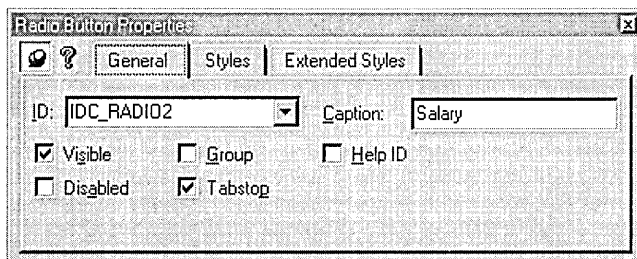 Radio Button Properties
General Styles Extended Styles
ID: IDC_RADIO2 Caption: Salary
Visible Group Help ID
Disabled Tabstop